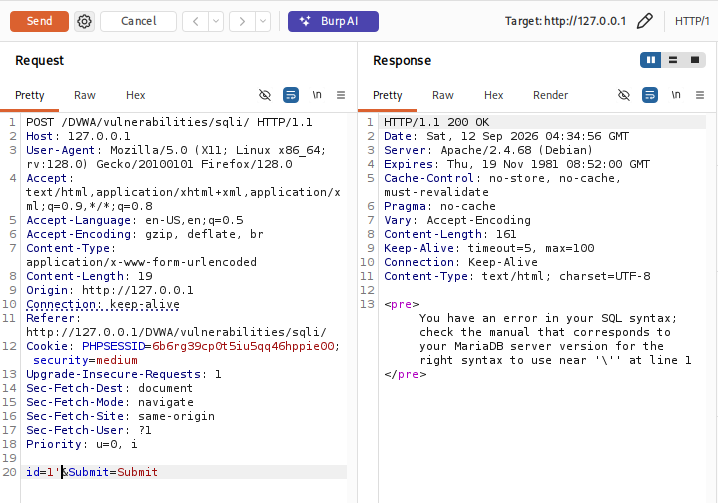 Send Cancel < > Burp AI Target: http://127.0.0.1 HTTP/1
Request
Pretty Raw Hex \n
1 POST /DVWA/vulnerabilities/sqli/ HTTP/1.1
2 Host: 127.0.0.1
3 User-Agent: Mozilla/5.0 (X11; Linux x86_64;
rv:128.0) Gecko/20100101 Firefox/128.0
4 Accept:
text/html,application/xhtml+xml,application/x
ml;q=0.9,*/*;q=0.8
5 Accept-Language: en-US,en;q=0.5
6 Accept-Encoding: gzip, deflate, br
7 Content-Type:
application/x-www-form-urlencoded
8 Content-Length: 19
9 Origin: http://127.0.0.1
10 Connection: keep-alive
11 Referer:
http://127.0.0.1/DVWA/vulnerabilities/sqli/
12 Cookie: PHPSESSID=6b6rg39cp0t5iu5qq46hppie00;
security=medium
13 Upgrade-Insecure-Requests: 1
14 Sec-Fetch-Dest: document
15 Sec-Fetch-Mode: navigate
16 Sec-Fetch-Site: same-origin
17 Sec-Fetch-User: ?1
18 Priority: u=0, i
19
20 id=1'&Submit=Submit
Response
Pretty Raw Hex Render \n
1 HTTP/1.1 200 OK
2 Date: Sat, 12 Sep 2026 04:34:56 GMT
3 Server: Apache/2.4.68 (Debian)
4 Expires: Thu, 19 Nov 1981 08:52:00 GMT
5 Cache-Control: no-store, no-cache,
must-revalidate
6 Pragma: no-cache
7 Vary: Accept-Encoding
8 Content-Length: 161
9 Keep-Alive: timeout=5, max=100
10 Connection: Keep-Alive
11 Content-Type: text/html; charset=UTF-8
12
13 <pre>
You have an error in your SQL syntax;
check the manual that corresponds to
your MariaDB server version for the
right syntax to use near '\'' at line 1
</pre>